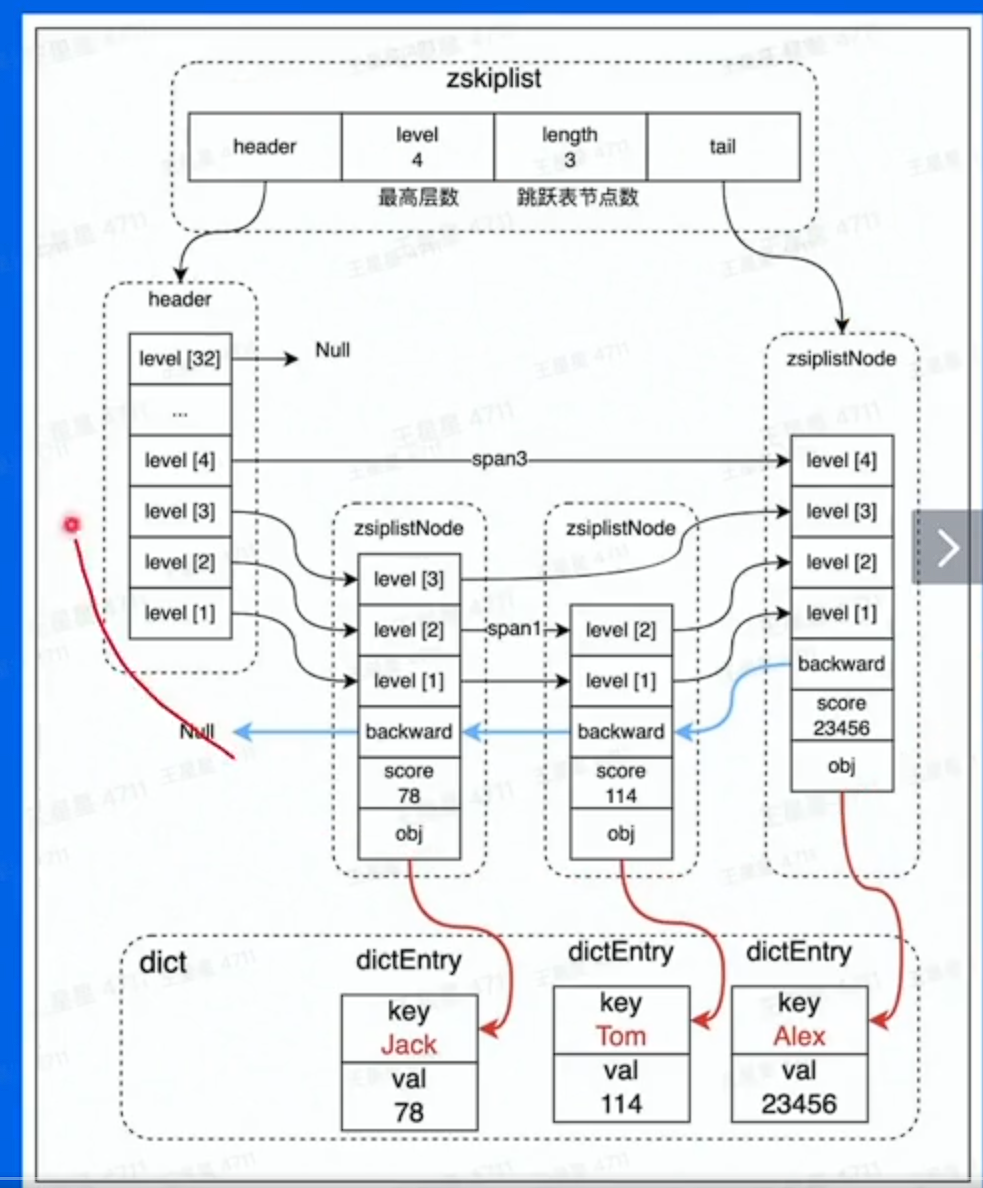 zskiplist
header
level
4
length
3
tail
最高层数
跳跃表节点数
header
level [32]
Null
...
level [4]
level [3]
level [2]
level [1]
span3
zsiplistNode
level [3]
level [2]
level [1]
backward
score
78
obj
span1
zsiplistNode
level [2]
level [1]
backward
score
114
obj
zsiplistNode
level [4]
level [3]
level [2]
level [1]
backward
score
23456
obj
Null
dict
dictEntry
key
Jack
val
78
dictEntry
key
Tom
val
114
dictEntry
key
Alex
val
23456
王星星 4711